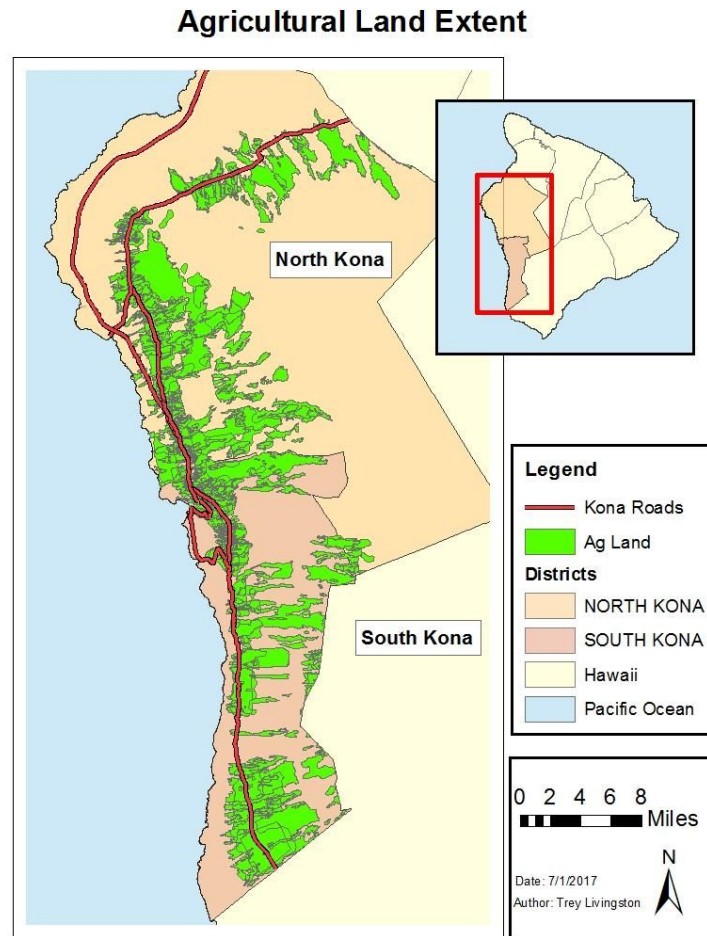 Agricultural Land Extent
North Kona
South Kona
Legend
Kona Roads
Ag Land
Districts
NORTH KONA
SOUTH KONA
Hawaii
Pacific Ocean
0 2 4 6 8
Miles
N
Date: 7/1/2017
Author: Trey Livingston